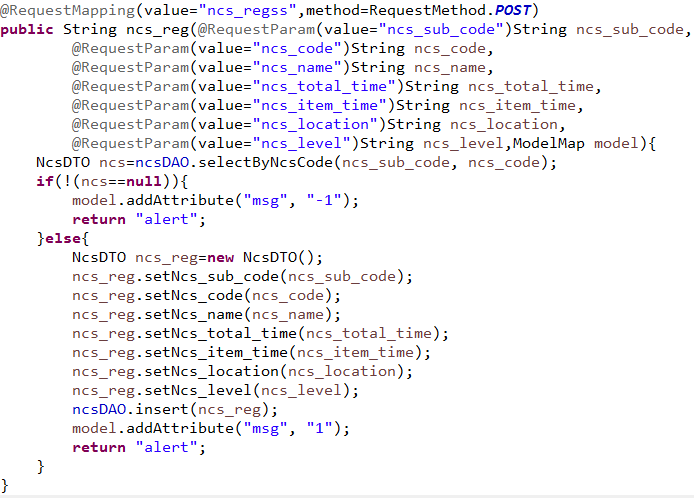 @RequestMapping(value="ncs_regss",method=RequestMethod.POST)
public String ncs_reg(@RequestParam(value="ncs_sub_code")String ncs_sub_code,
        @RequestParam(value="ncs_code")String ncs_code,
        @RequestParam(value="ncs_name")String ncs_name,
        @RequestParam(value="ncs_total_time")String ncs_total_time,
        @RequestParam(value="ncs_item_time")String ncs_item_time,
        @RequestParam(value="ncs_location")String ncs_location,
        @RequestParam(value="ncs_level")String ncs_level,ModelMap model){
    NcsDTO ncs=ncsDAO.selectByNcsCode(ncs_sub_code, ncs_code);
    if(!(ncs==null)){
        model.addAttribute("msg", "-1");
        return "alert";
    }else{
        NcsDTO ncs_reg=new NcsDTO();
        ncs_reg.setNcs_sub_code(ncs_sub_code);
        ncs_reg.setNcs_code(ncs_code);
        ncs_reg.setNcs_name(ncs_name);
        ncs_reg.setNcs_total_time(ncs_total_time);
        ncs_reg.setNcs_item_time(ncs_item_time);
        ncs_reg.setNcs_location(ncs_location);
        ncs_reg.setNcs_level(ncs_level);
        ncsDAO.insert(ncs_reg);
        model.addAttribute("msg", "1");
        return "alert";
    }
}